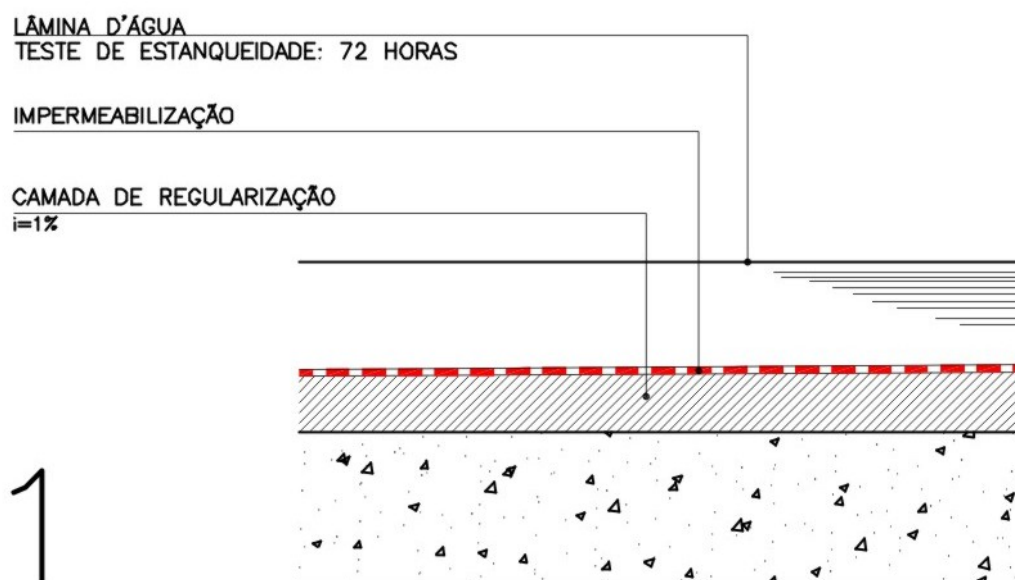 LÂMINA D'ÁGUA
TESTE DE ESTANQUEIDADE: 72 HORAS
IMPERMEABILIZAÇÃO
CAMADA DE REGULARIZAÇÃO
i=1%
1